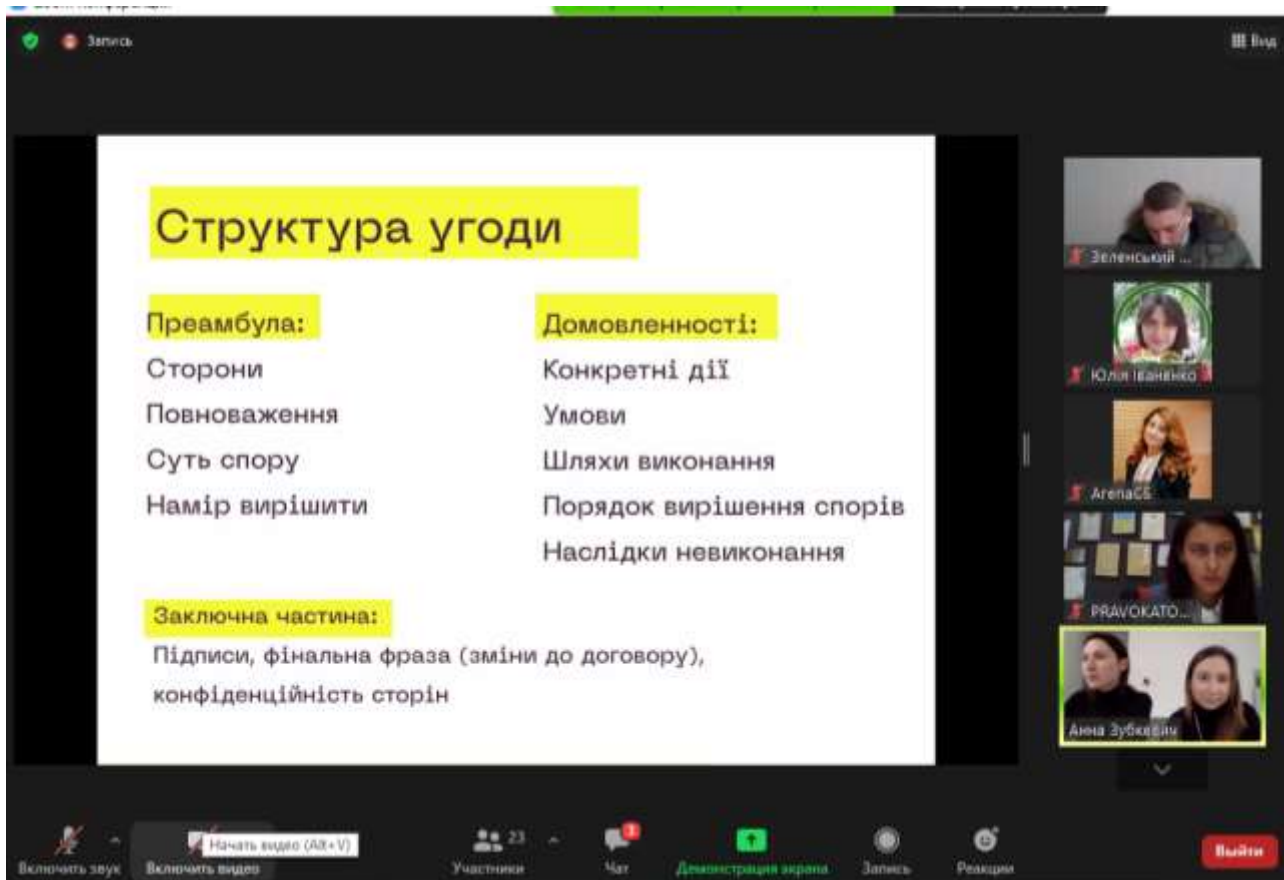 Запись
Вид
Структура угоди
Преамбула:
Сторони
Повноваження
Суть спору
Намір вирішити
Домовленності:
Конкретні дії
Умови
Шляхи виконання
Порядок вирішення спорів
Наслідки невиконання
Заключна частина:
Підписи, фінальна фраза (зміни до договору),
конфіденційність сторін
Зеленський ...
Юлія Іваненко
ArenaCS
PRAVOKATO...
Анна Зубкевич
Включить звук
Начать видео (Alt+V)
Включить видео
23
Участники
3
Чат
Демонстрация экрана
Запись
Реакции
Выйти